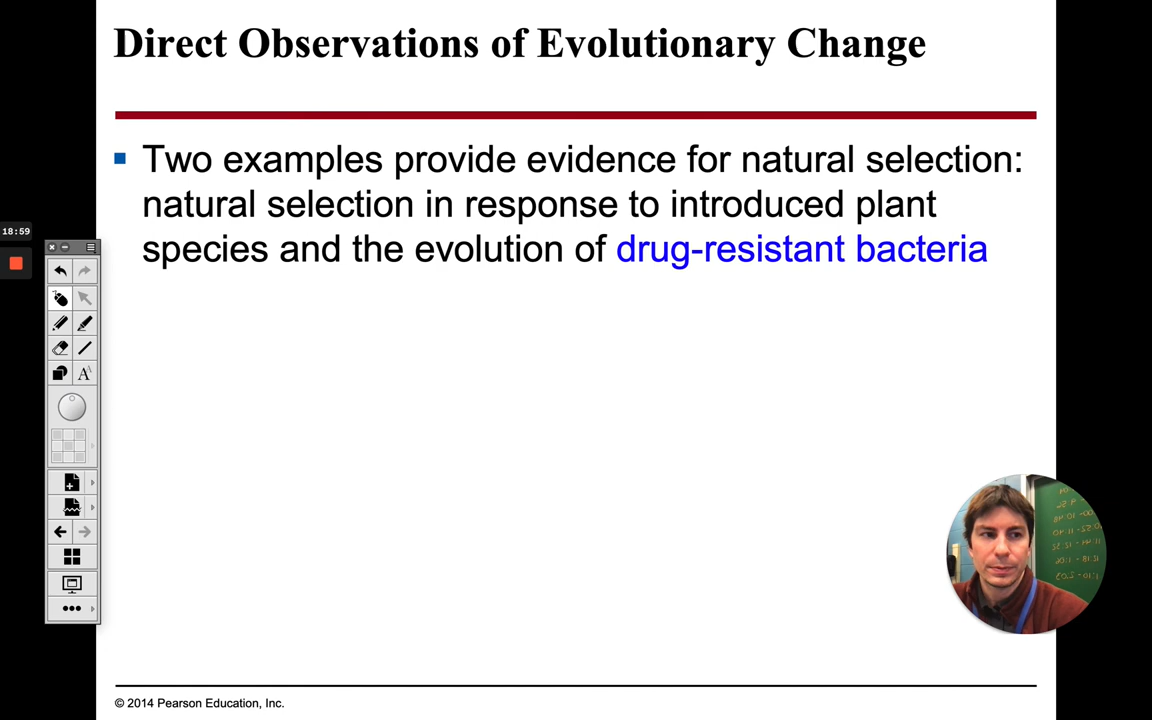 Direct Observations of Evolutionary Change
Two examples provide evidence for natural selection:
natural selection in response to introduced plant
species and the evolution of drug-resistant bacteria
18:59
A
© 2014 Pearson Education, Inc.